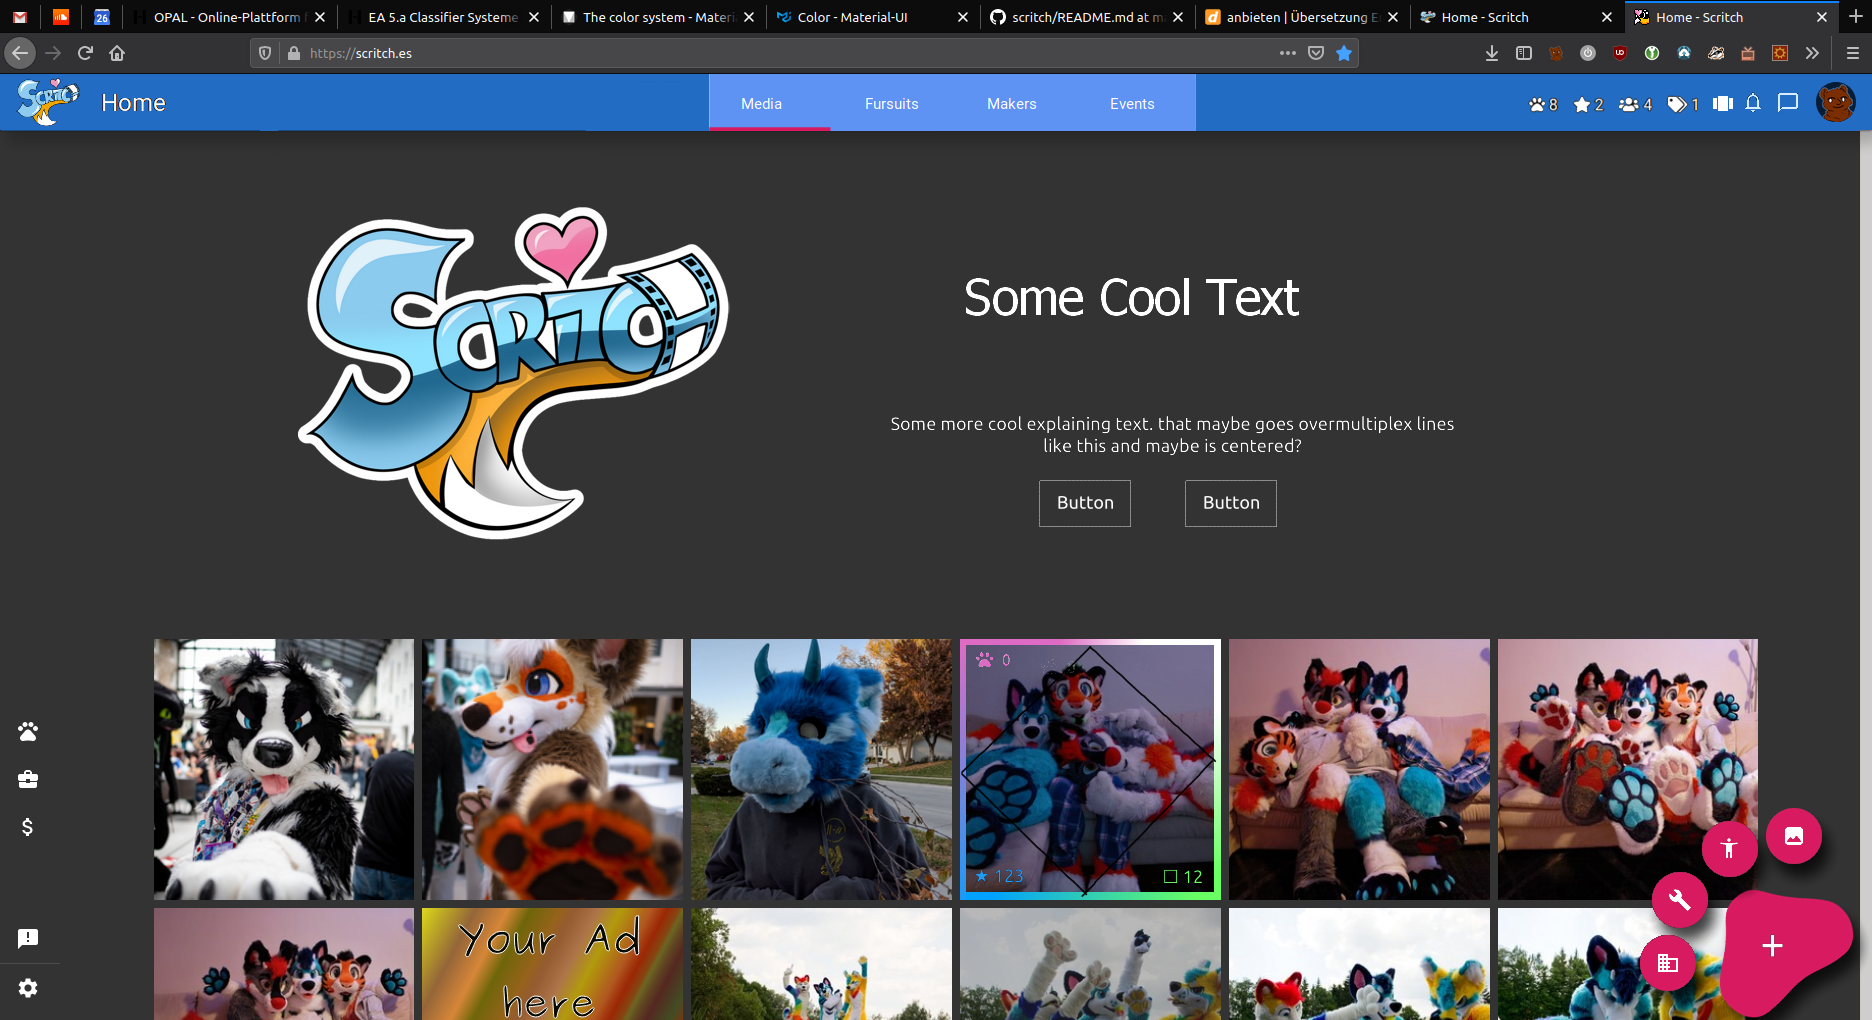 OPAL - Online-Plattform f
EA 5.a Classifier Systeme
The color system - Materi
Color - Material-UI
scritch/README.md at m
anbieten | Übersetzung E
Home - Scritch
Home - Scritch
26
https://scritch.es
SCRITCH
Home
Media
Fursuits
Makers
Events
8
2
4
1
SCRITCH
Some Cool Text
Some more cool explaining text. that maybe goes overmultiplex lines
like this and maybe is centered?
Button
Button
0
123
12
Your Ad
here